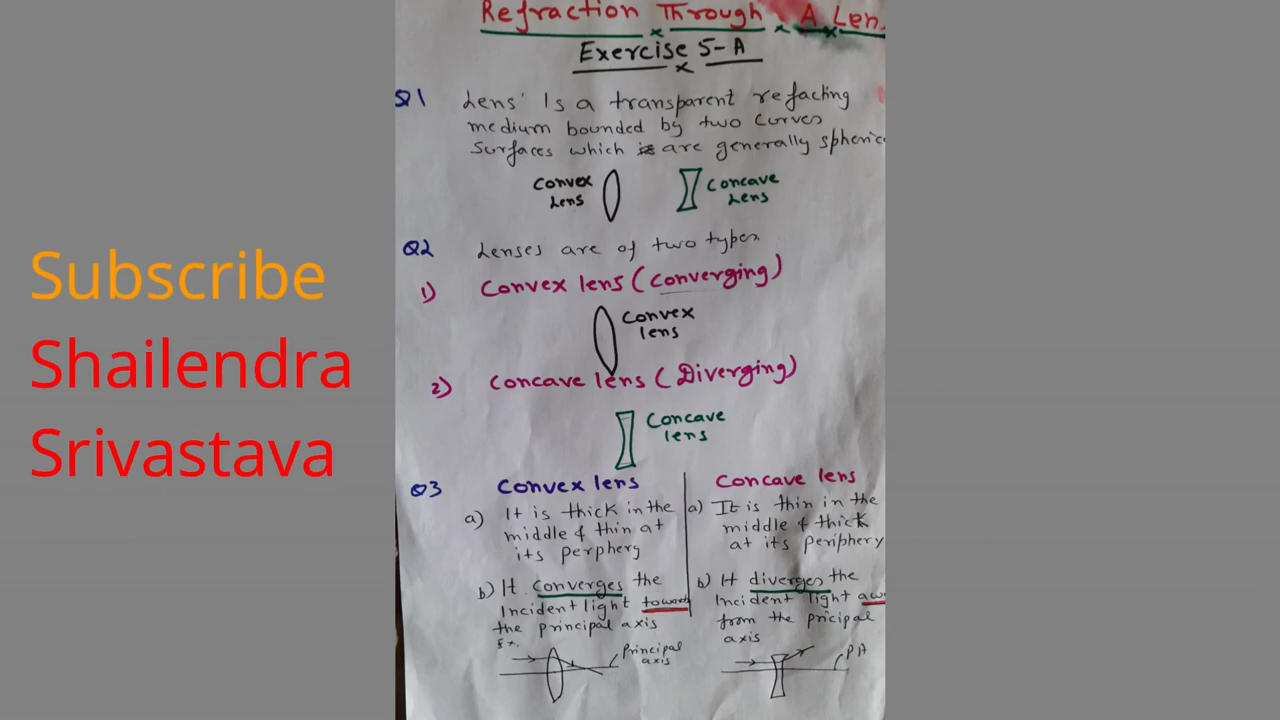 Subscribe
Shailendra
Srivastava
Refraction Through A Len
Exercise 5-A
Q1 Lens' Is a transparent refacting
medium bounded by two curves
surfaces which is are generally spheric
Convex
Lens
Concave
Lens
Q2 Lenses are of two types
1) Convex lens (Converging)
Convex
lens
2) Concave lens (Diverging)
Concave
lens
Q3 Convex lens
a) It is thick in the
middle & thin at
its perphery
b) It converges the
Incident light towards
the principal axis
Ex.
Principal
axis
Concave lens
a) It is thin in the
middle & thick
at its periphery
b) It diverges the
Incident light aw
from the pricipal
axis
PA